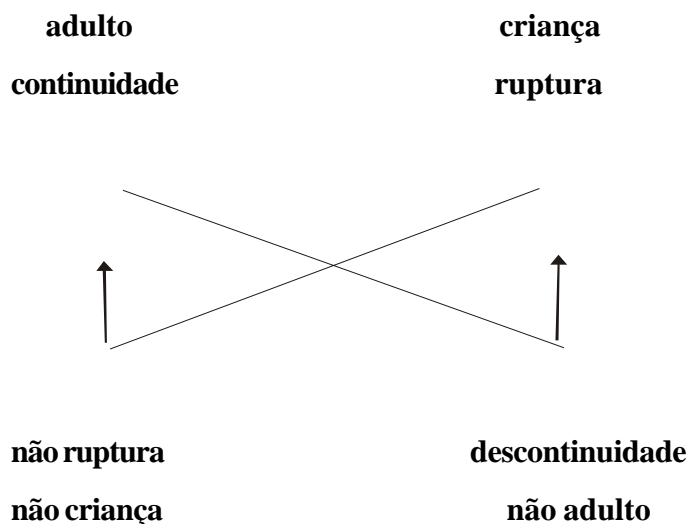 adulto criança
continuidade ruptura
não ruptura descontinuidade
não criança não adulto